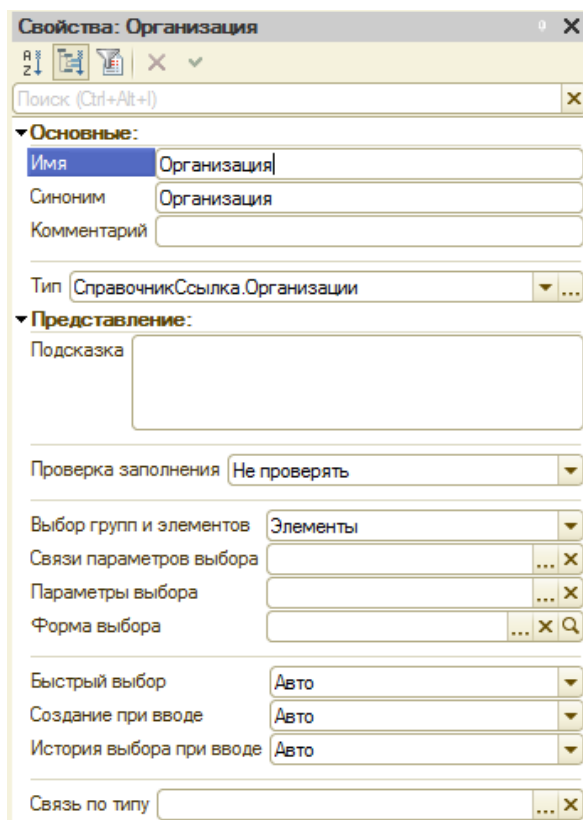 Свойства: Организация
Поиск (Ctrl+Alt+I)
Основные:
Имя Организация
Синоним Организация
Комментарий
Тип СправочникСсылка.Организации ...
Представление:
Подсказка
Проверка заполнения Не проверять
Выбор групп и элементов Элементы
Связи параметров выбора ...
Параметры выбора ...
Форма выбора ...
Быстрый выбор Авто
Создание при вводе Авто
История выбора при вводе Авто
Связь по типу ...